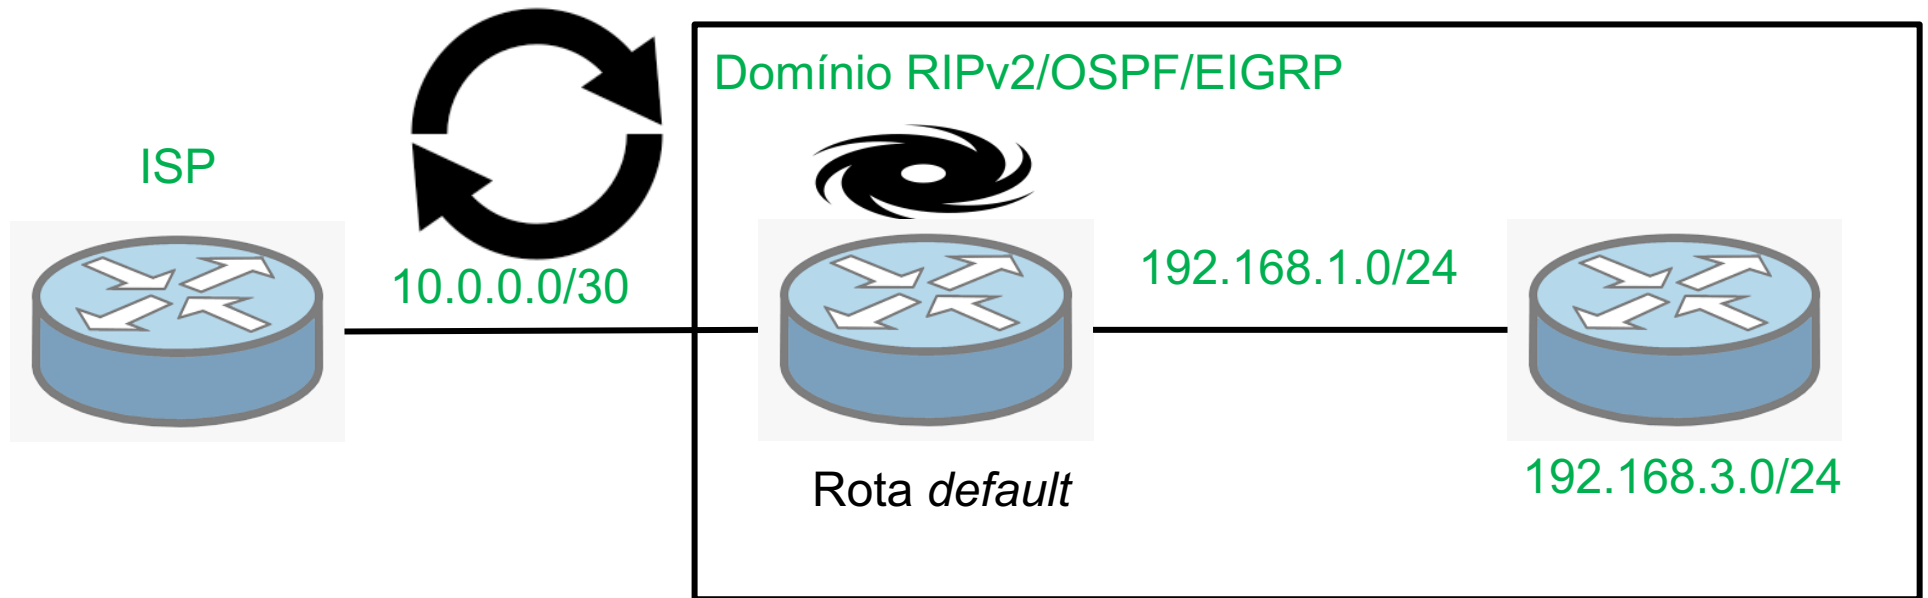 Domínio RIPv2/OSPF/EIGRP
ISP
10.0.0.0/30
192.168.1.0/24
Rota default
192.168.3.0/24